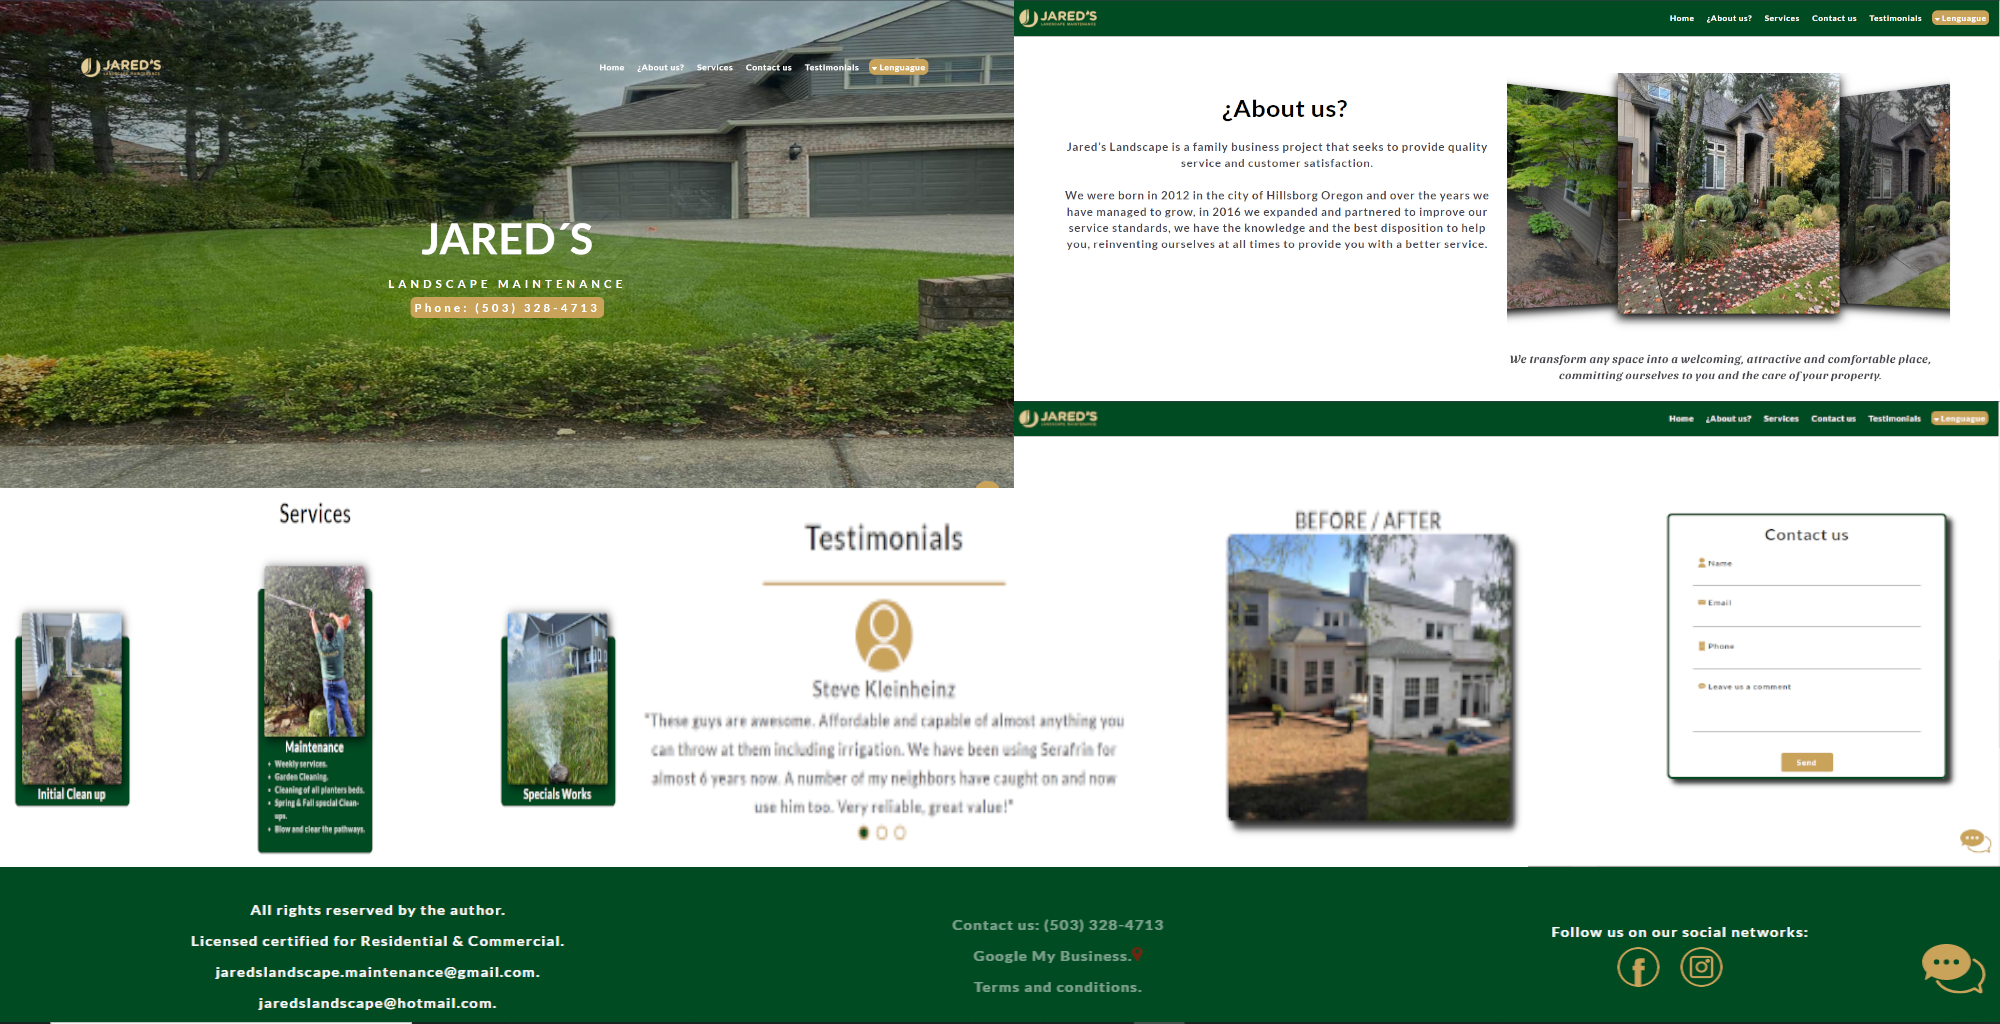 JARED'S
LANDSCAPE MAINTENANCE
Home ¿About us? Services Contact us Testimonials Lenguague
JARED´S
LANDSCAPE MAINTENANCE
Phone: (503) 328-4713
JARED'S
LANDSCAPE MAINTENANCE
Home ¿About us? Services Contact us Testimonials Lenguague
¿About us?
Jared's Landscape is a family business project that seeks to provide quality
service and customer satisfaction.
We were born in 2012 in the city of Hillsborg Oregon and over the years we
have managed to grow, in 2016 we expanded and partnered to improve our
service standards, we have the knowledge and the best disposition to help
you, reinventing ourselves at all times to provide you with a better service.
We transform any space into a welcoming, attractive and comfortable place,
committing ourselves to you and the care of your property.
JARED'S
LANDSCAPE MAINTENANCE
Home ¿About us? Services Contact us Testimonials Lenguague
Services
Initial Clean up
Maintenance
Weekly services.
Garden Cleaning.
Cleaning of all planters beds.
Spring & Fall special Clean-
ups.
Blow and clear the pathways.
Specials Works
Testimonials
Steve Kleinheinz
"These guys are awesome. Affordable and capable of almost anything you
can throw at them including irrigation. We have been using Serafrin for
almost 6 years now. A number of my neighbors have caught on and now
use him too. Very reliable, great value!"
BEFORE / AFTER
Contact us
Name
Email
Phone
Leave us a comment
Send
All rights reserved by the author.
Licensed certified for Residential & Commercial.
jaredslandscape.maintenance@gmail.com.
jaredslandscape@hotmail.com.
Contact us: (503) 328-4713
Google My Business.
Terms and conditions.
Follow us on our social networks: